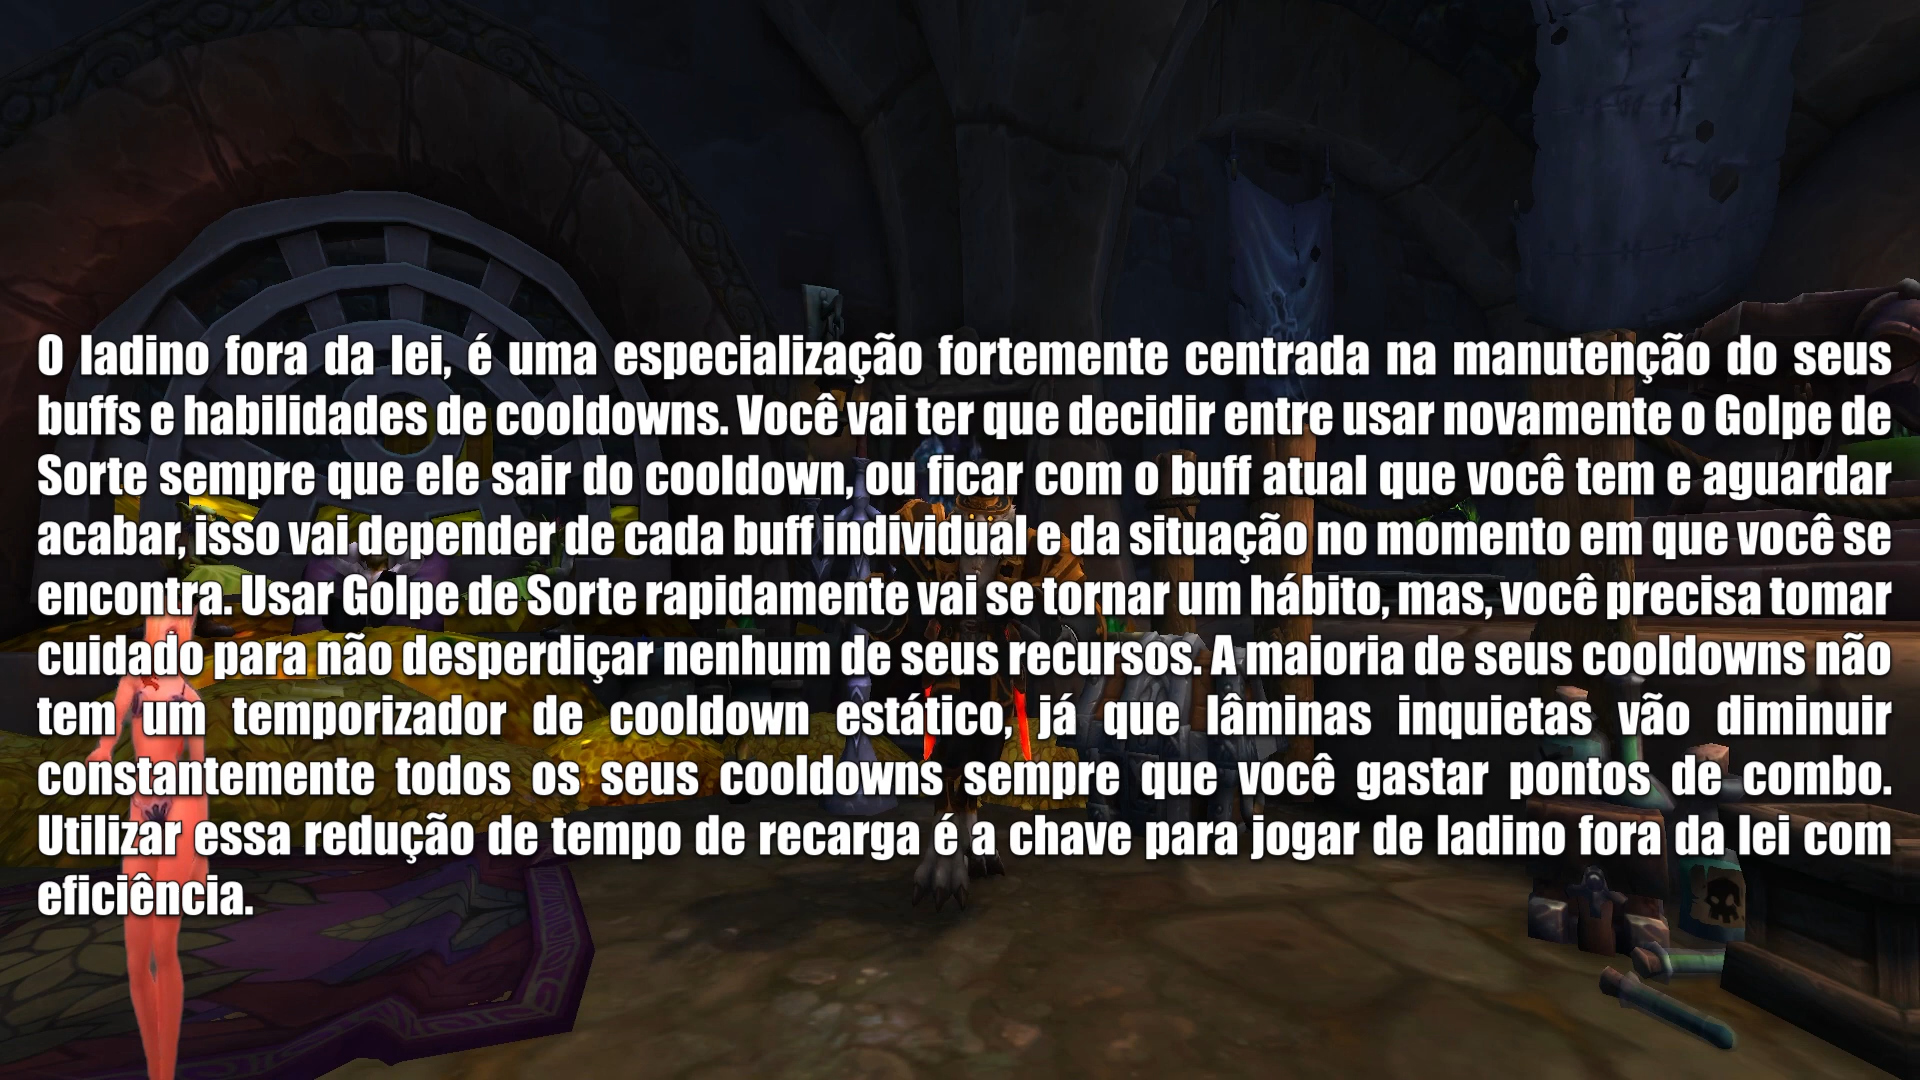 O ladino fora da lei, é uma especialização fortemente centrada na manutenção do seus
buffs e habilidades de cooldowns. Você vai ter que decidir entre usar novamente o Golpe de
Sorte sempre que ele sair do cooldown, ou ficar com o buff atual que você tem e aguardar
acabar, isso vai depender de cada buff individual e da situação no momento em que você se
encontra. Usar Golpe de Sorte rapidamente vai se tornar um hábito, mas, você precisa tomar
cuidado para não desperdiçar nenhum de seus recursos. A maioria de seus cooldowns não
tem um temporizador de cooldown estático, já que lâminas inquietas vão diminuir
constantemente todos os seus cooldowns sempre que você gastar pontos de combo.
Utilizar essa redução de tempo de recarga é a chave para jogar de ladino fora da lei com
eficiência.